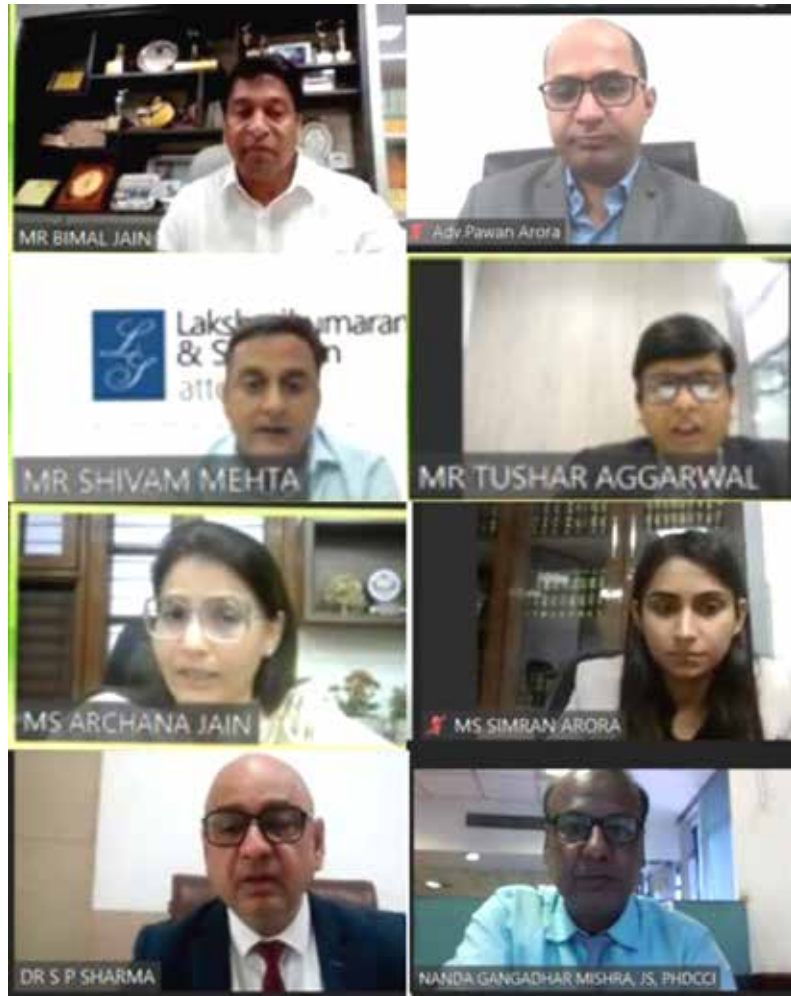 MR BIMAL JAIN
Adv.Pawan Arora
& S
MR SHIVAM MEHTA
MR TUSHAR AGGARWAL
MS ARCHANA JAIN
MS SIMRAN ARORA
DR S P SHARMA
NANDA GANGADHAR MISHRA, JS, PHDCCI